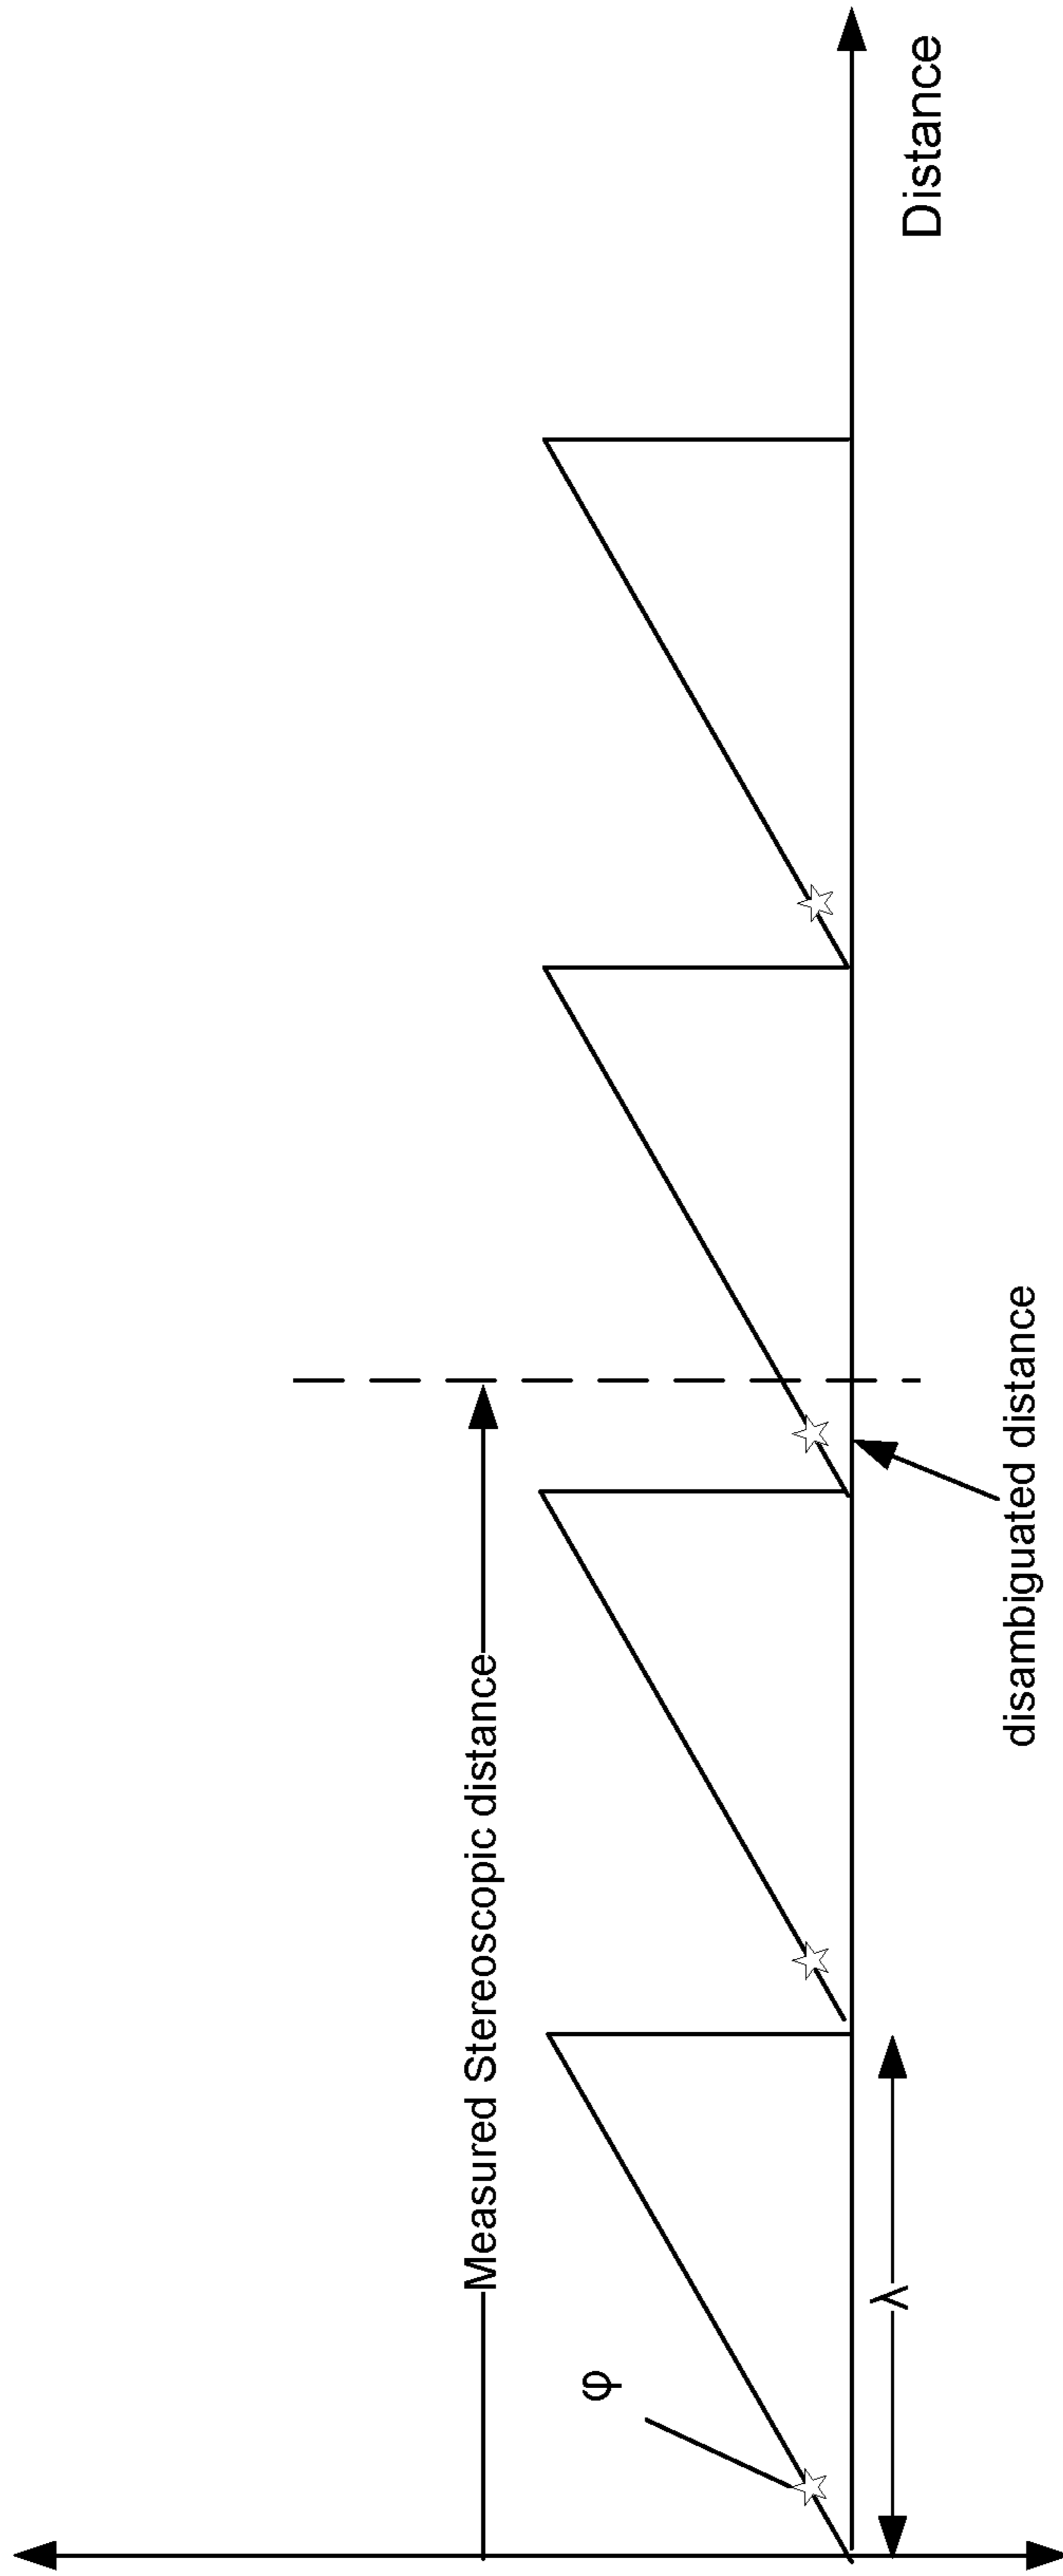 Measured Stereoscopic distance
φ
λ
disambiguated distance
Distance